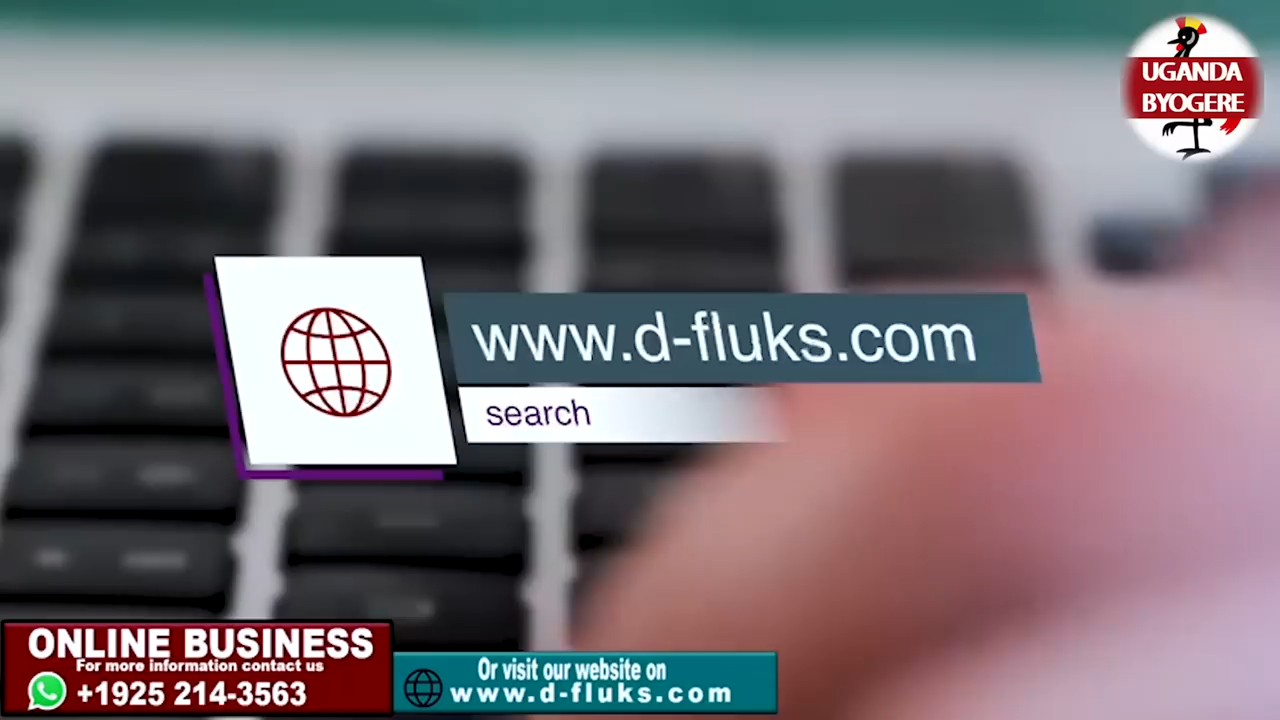 UGANDA
BYOGERE
www.d-fluks.com
search
ONLINE BUSINESS
For more information contact us
+1925 214-3563
Or visit our website on
www.d-fluks.com